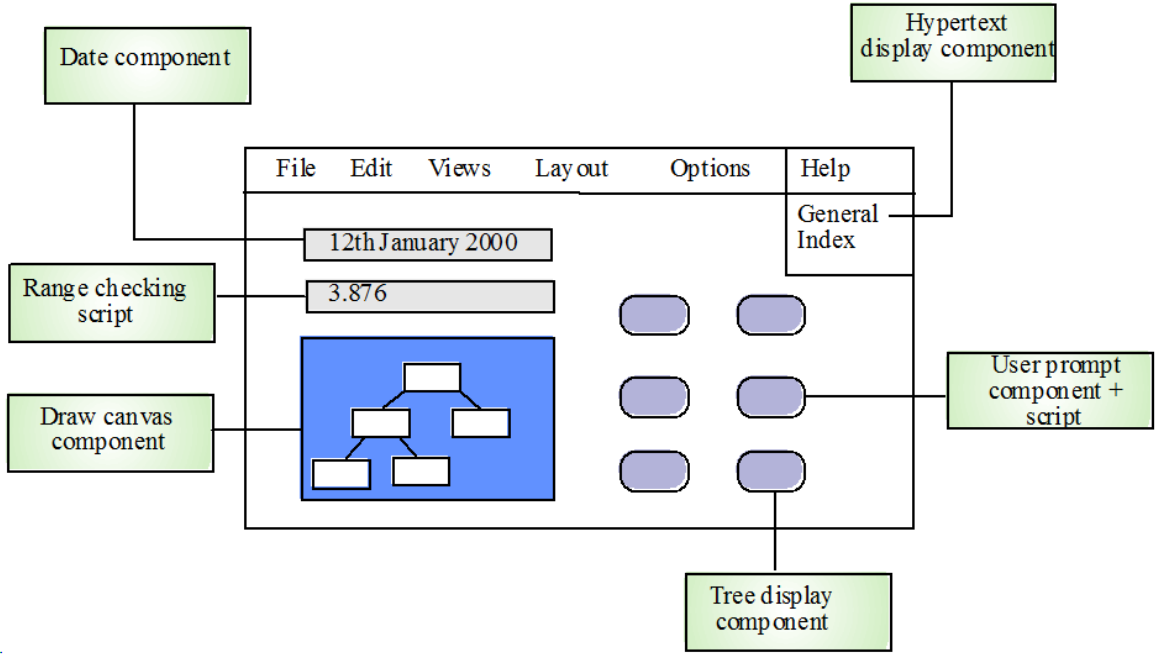 Hypertext
display component
Date component
File Edit Views Layout Options Help
General
Index
12th January 2000
Range checking
script
3.876
User prompt
component +
script
Draw canvas
component
Tree display
component